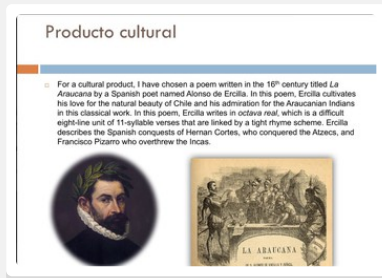 Producto cultural
For a cultural product, I have chosen a poem written in the 16th century titled La
Araucana by a Spanish poet named Alonso de Ercilla. In this poem, Ercilla cultivates
his love for the natural beauty of Chile and his admiration for the Araucanian Indians
in this classical work. In this poem, Ercilla writes in octava real, which is a difficult
eight-line unit of 11-syllable verses that are linked by a tight rhyme scheme. Ercilla
describes the Spanish conquests of Hernan Cortes, who conquered the Atzecs, and
Francisco Pizarro who overthrew the Incas.
LA ARAUCANA